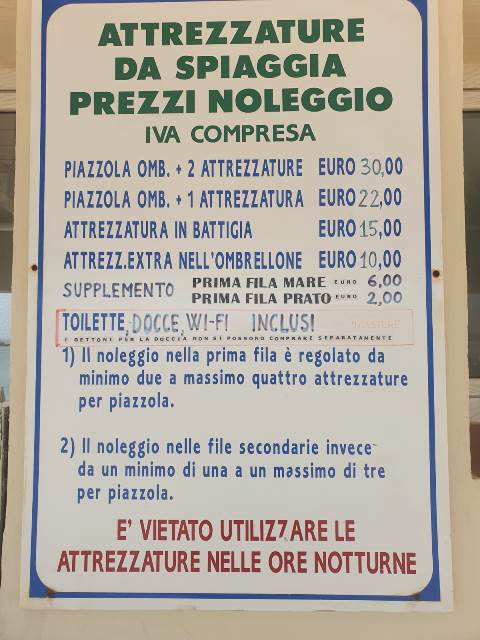 ATTREZZATURE
DA SPIAGGIA
PREZZI NOLEGGIO
IVA COMPRESA
PIAZZOLA OMB. + 2 ATTREZZATURE EURO 30,00
PIAZZOLA OMB. + 1 ATTREZZATURA EURO 22,00
ATTREZZATURA IN BATTIGIA EURO 15,00
ATTREZZ.EXTRA NELL'OMBRELLONE EURO 10,00
SUPPLEMENTO PRIMA FILA MARE EURO 6,00
PRIMA FILA PRATO EURO 2,00
TOILETTE, DOCCE, WI-FI INCLUSI
I GETTONI PER LA DOCCIA NON SI POSSONO COMPRARE SEPARATAMENTE
1) Il noleggio nella prima fila è regolato da
minimo due a massimo quattro attrezzature
per piazzola.
2) Il noleggio nelle file secondarie invece
da un minimo di una a un massimo di tre
per piazzola.
E' VIETATO UTILIZZARE LE
ATTREZZATURE NELLE ORE NOTTURNE